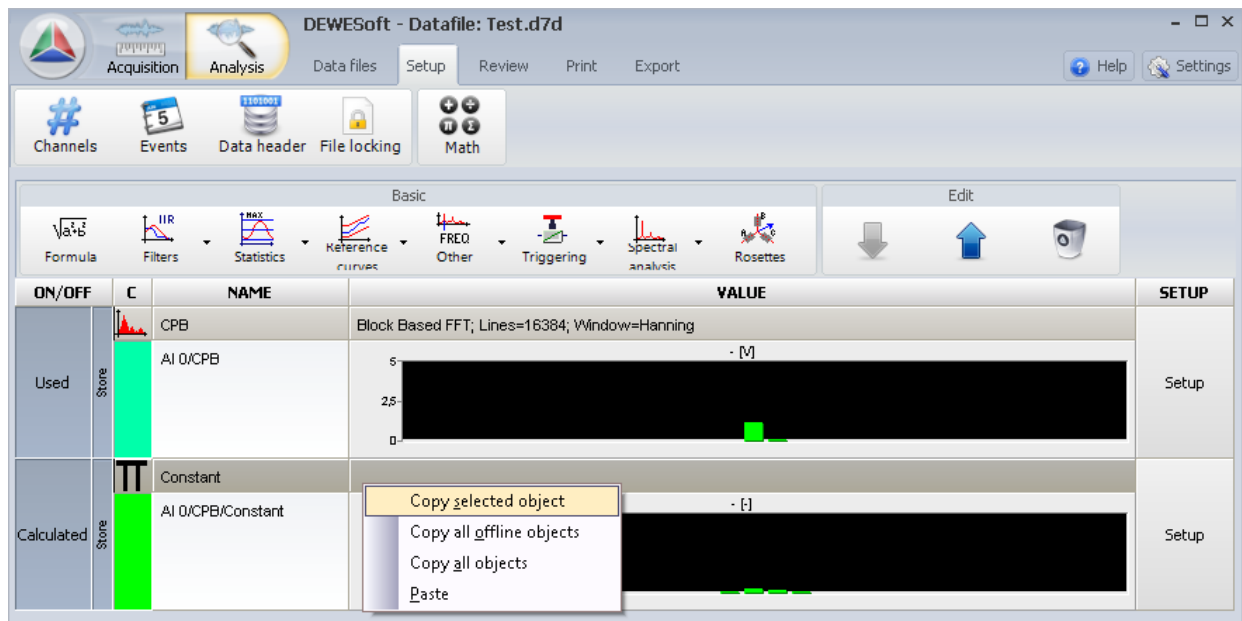 DEWESoft - Datafile: Test.d7d
Acquisition
Analysis
Data files
Setup
Review
Print
Export
Help
Settings
Channels
5
Events
1101001
Data header
File locking
Math
Basic
Edit
√a²+b²
Formula
IIR
Filters
MAX
Statistics
Reference
curves
FREQ
Other
Triggering
Spectral
analysis
A
B
C
Rosettes
ON/OFF
C
NAME
VALUE
SETUP
Used
Store
CPB
Block Based FFT; Lines=16384; Window=Hanning
AI 0/CPB
- [V]
5
2,5
0
Setup
Calculated
Store
Constant
AI 0/CPB/Constant
- [-]
Setup
Copy selected object
Copy all offline objects
Copy all objects
Paste